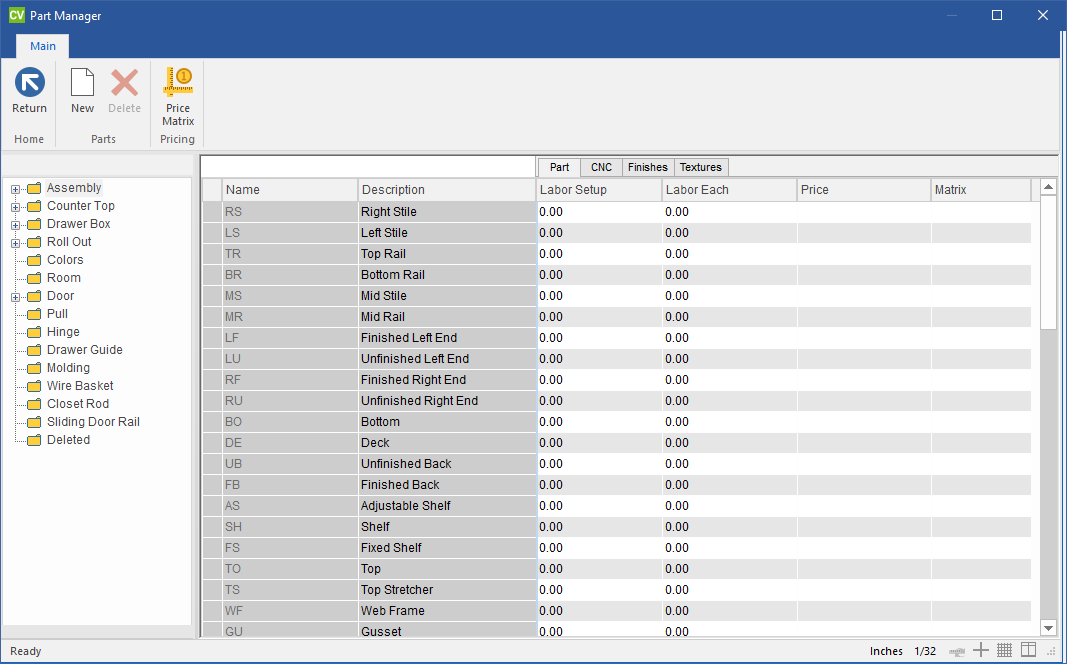 CV Part Manager
Main
Return New Delete Price Matrix
Home Parts Pricing
Assembly
Counter Top
Drawer Box
Roll Out
Colors
Room
Door
Pull
Hinge
Drawer Guide
Molding
Wire Basket
Closet Rod
Sliding Door Rail
Deleted
Part CNC Finishes Textures
Name Description Labor Setup Labor Each Price Matrix
RS Right Stile 0.00 0.00
LS Left Stile 0.00 0.00
TR Top Rail 0.00 0.00
BR Bottom Rail 0.00 0.00
MS Mid Stile 0.00 0.00
MR Mid Rail 0.00 0.00
LF Finished Left End 0.00 0.00
LU Unfinished Left End 0.00 0.00
RF Finished Right End 0.00 0.00
RU Unfinished Right End 0.00 0.00
BO Bottom 0.00 0.00
DE Deck 0.00 0.00
UB Unfinished Back 0.00 0.00
FB Finished Back 0.00 0.00
AS Adjustable Shelf 0.00 0.00
SH Shelf 0.00 0.00
FS Fixed Shelf 0.00 0.00
TO Top 0.00 0.00
TS Top Stretcher 0.00 0.00
WF Web Frame 0.00 0.00
GU Gusset 0.00 0.00
Ready Inches 1/32